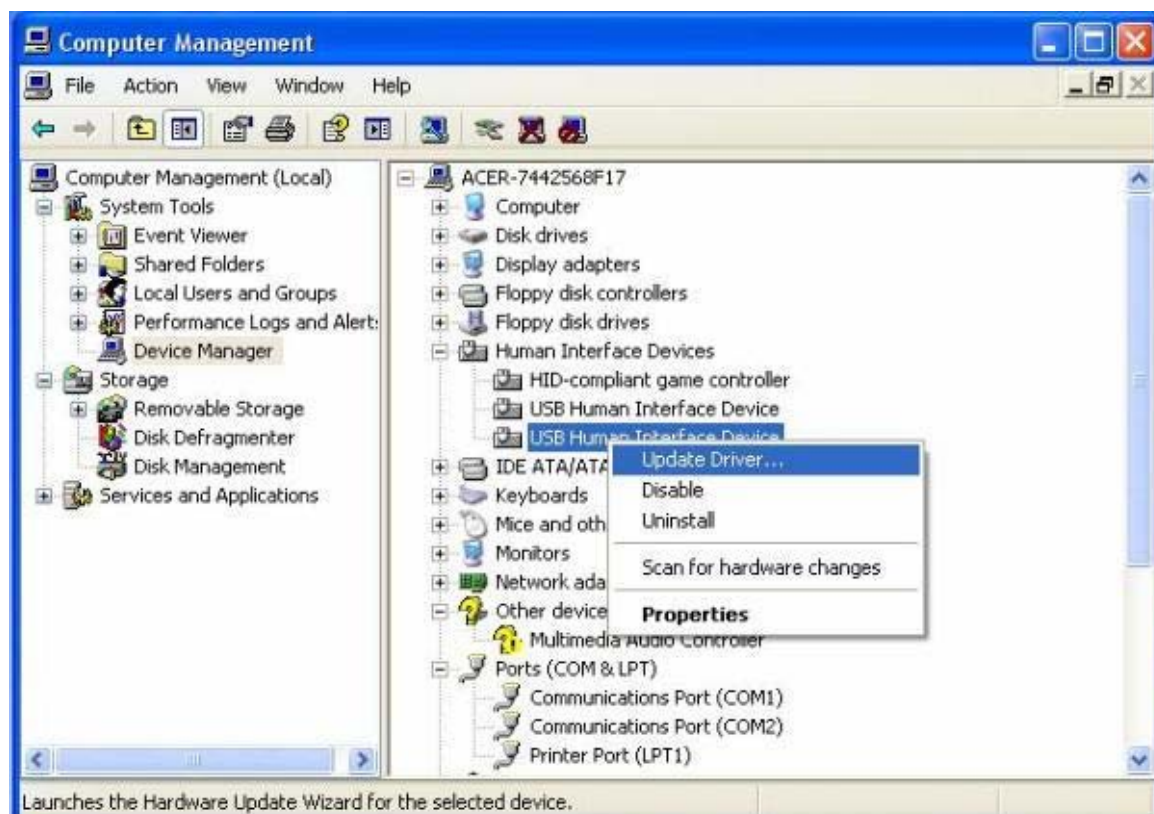 Computer Management
File Action View Window Help
Computer Management (Local)
System Tools
Event Viewer
Shared Folders
Local Users and Groups
Performance Logs and Alert
Device Manager
Storage
Removable Storage
Disk Defragmenter
Disk Management
Services and Applications
ACER-7442568F17
Computer
Disk drives
Display adapters
Floppy disk controllers
Floppy disk drives
Human Interface Devices
HID-compliant game controller
USB Human Interface Device
USB Human Interface Device
IDE ATA/ATA
Keyboards
Mice and oth
Monitors
Network ada
Other device
Multimedia Audio Controller
Ports (COM & LPT)
Communications Port (COM1)
Communications Port (COM2)
Printer Port (LPT1)
Update Driver...
Disable
Uninstall
Scan for hardware changes
Properties
Launches the Hardware Update Wizard for the selected device.